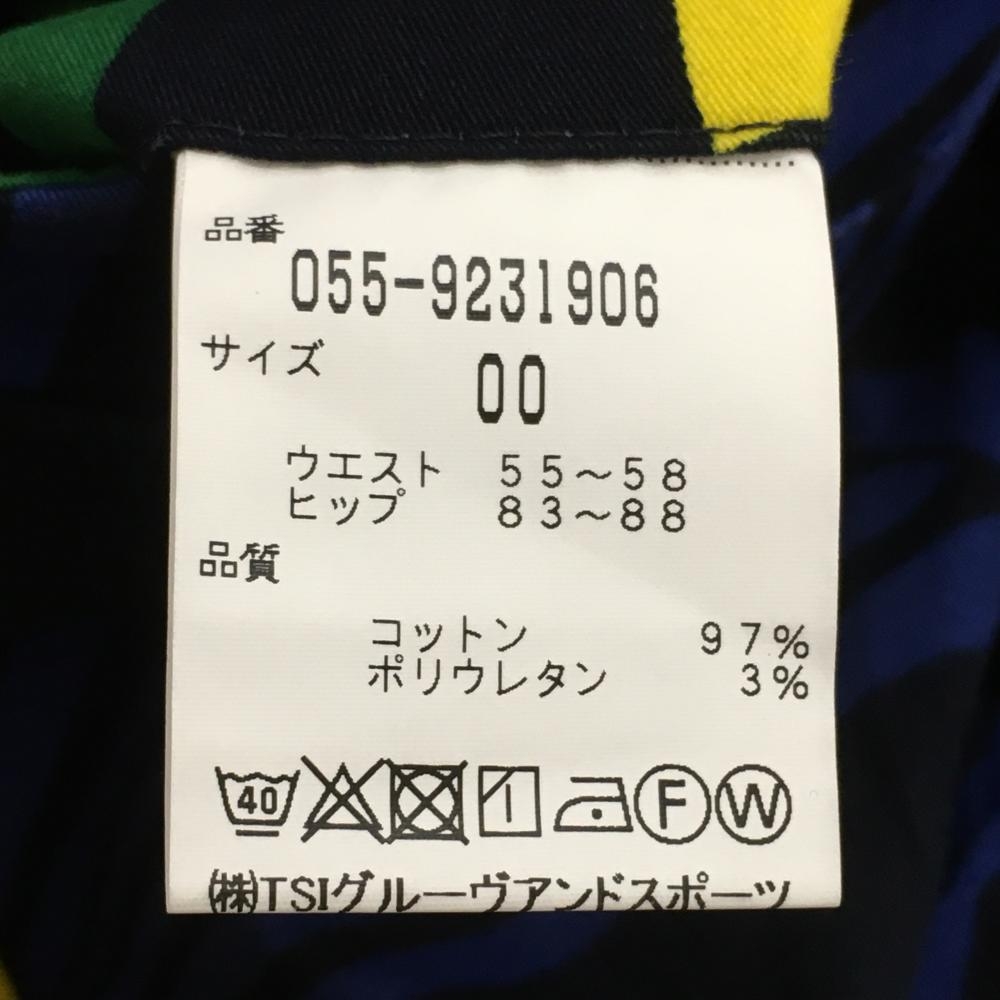 品番
055-9231906
サイズ
00
ウエスト 55～58
ヒップ 83～88
品質
コットン 97%
ポリウレタン 3%
40 F W
㈱TSIグルーヴアンドスポーツ